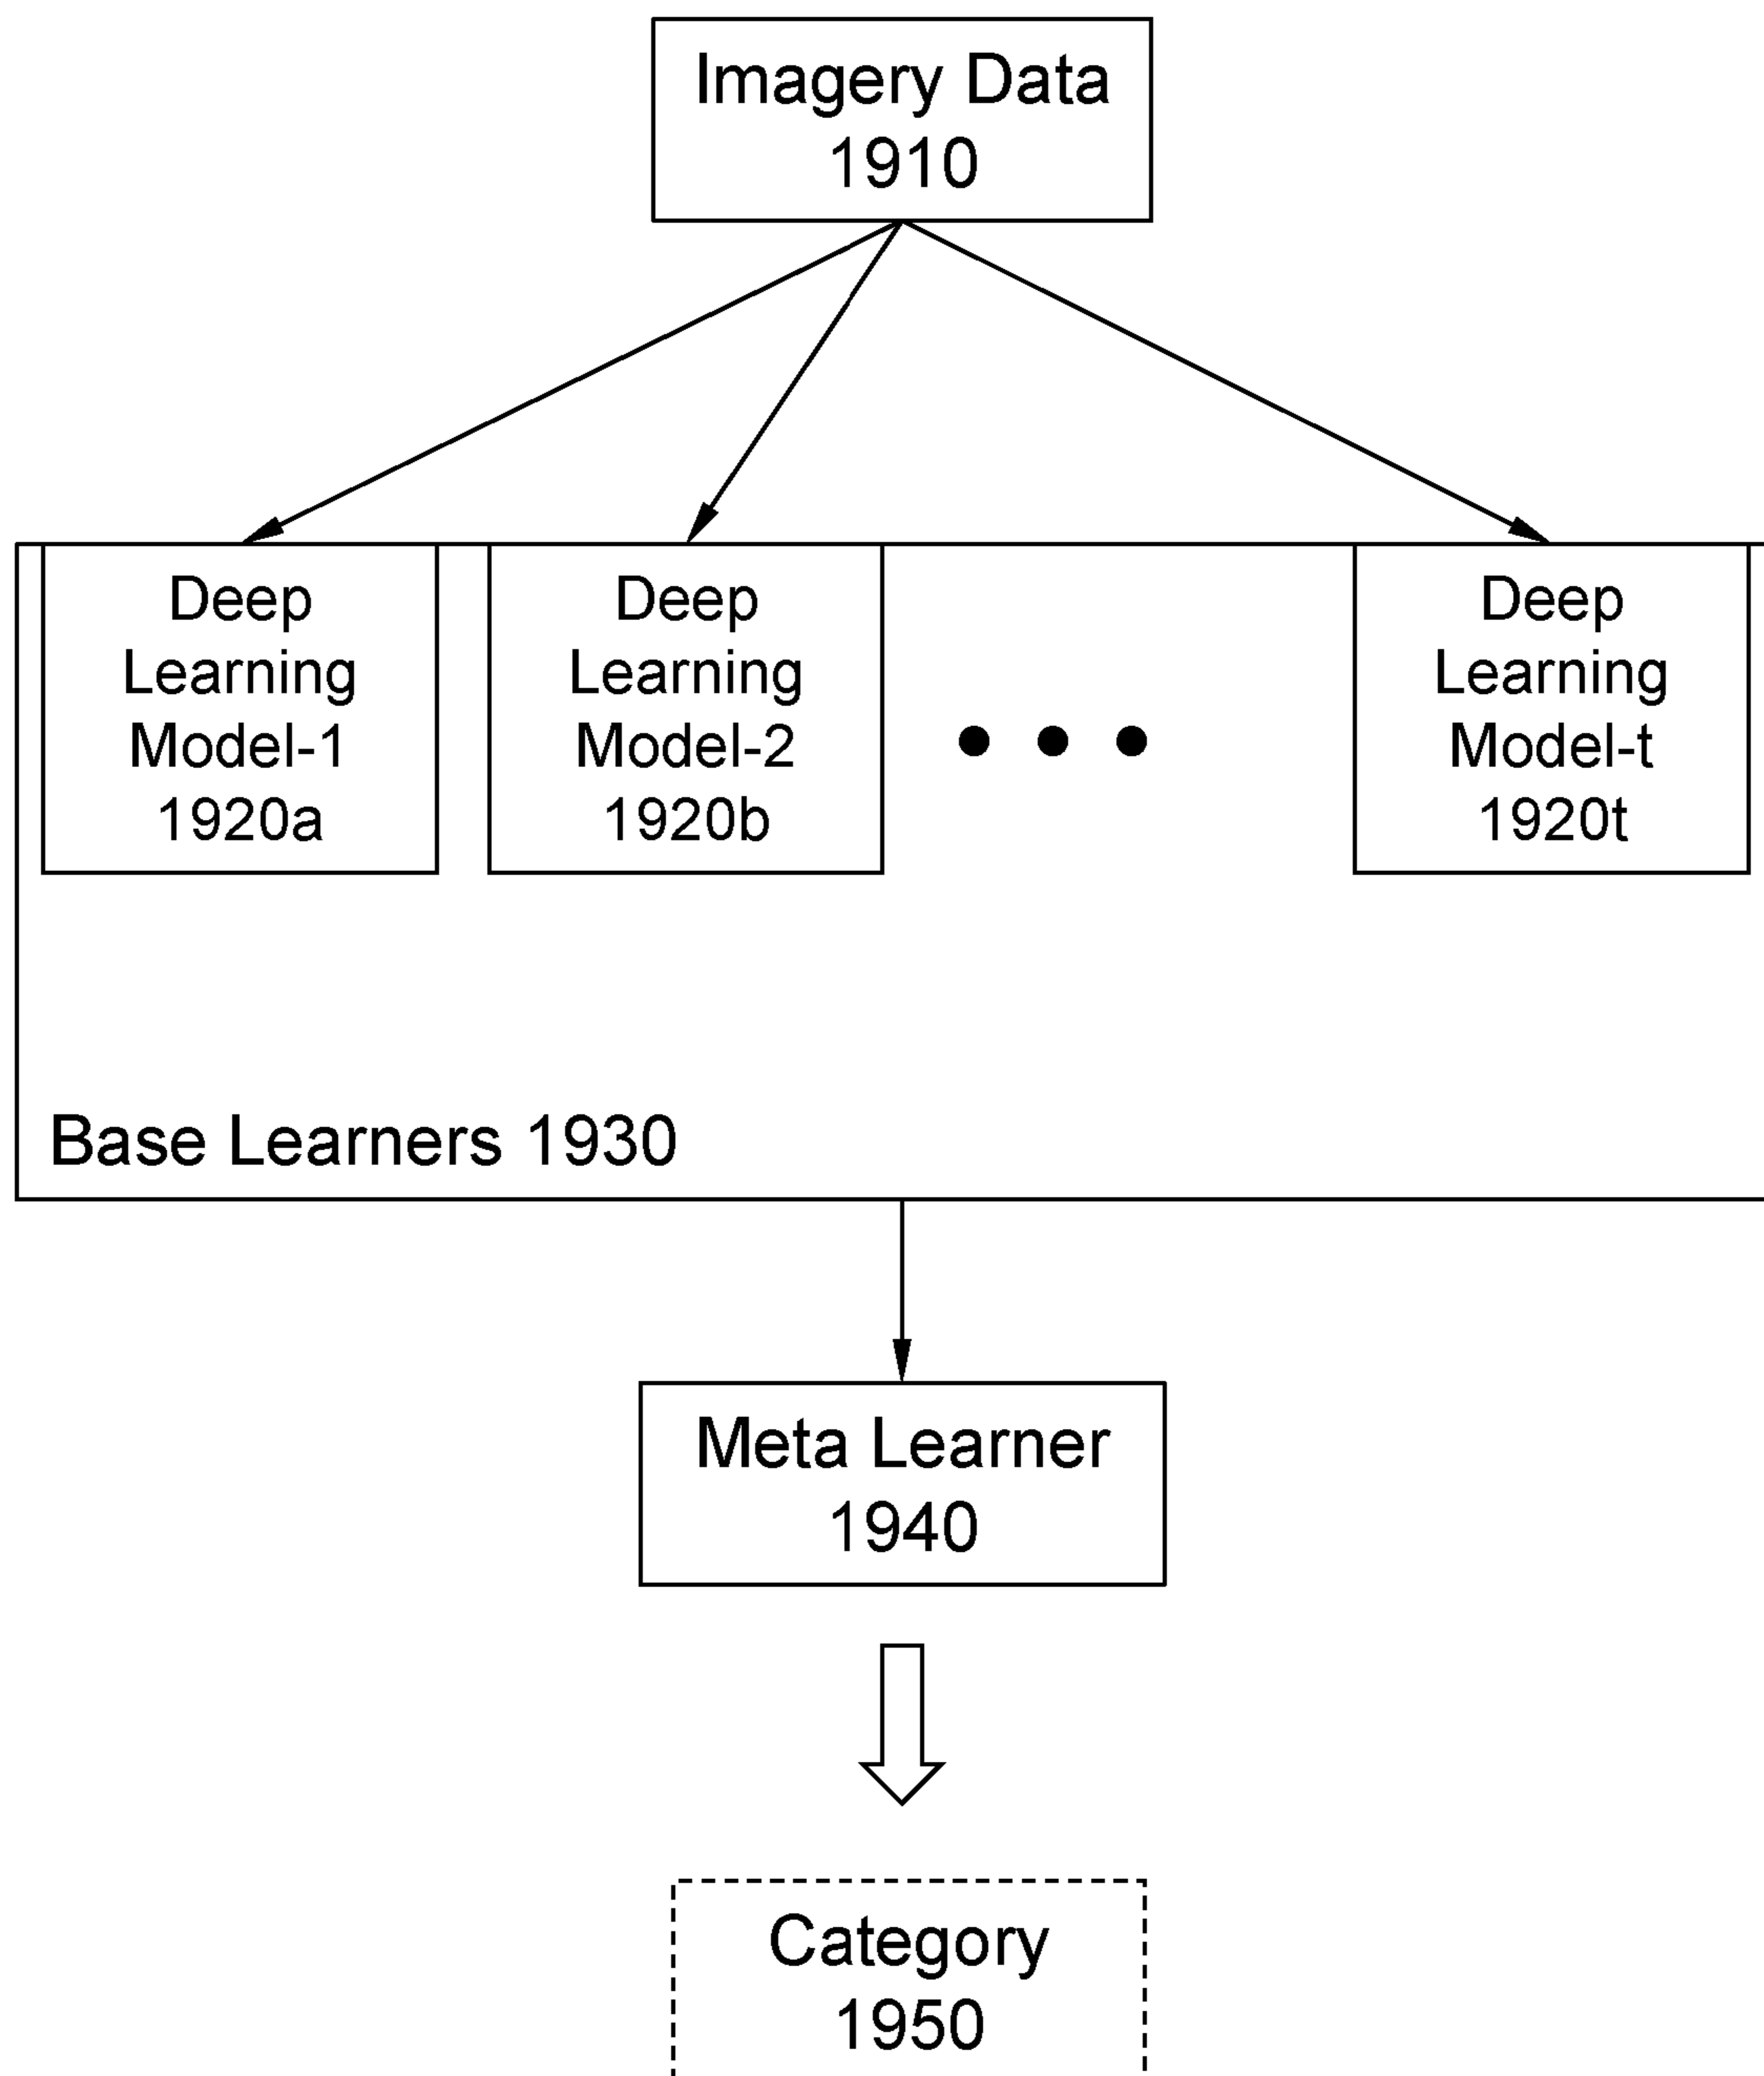 Imagery Data
1910
Deep
Learning
Model-1
1920a
Deep
Learning
Model-2
1920b
Deep
Learning
Model-t
1920t
Base Learners 1930
Meta Learner
1940
Category
1950